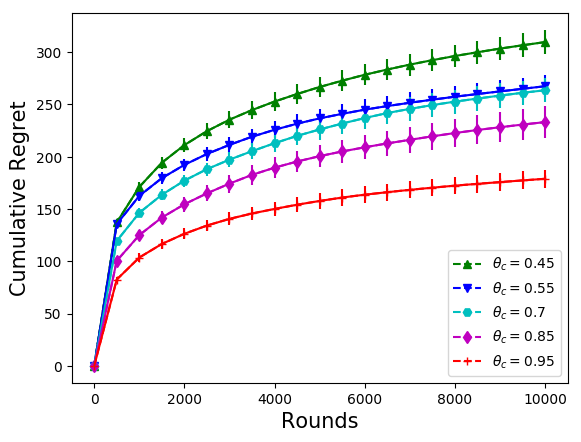 Cumulative Regret
300
250
200
150
100
50
0
0 2000 4000 6000 8000 10000
Rounds
θc = 0.45
θc = 0.55
θc = 0.7
θc = 0.85
θc = 0.95